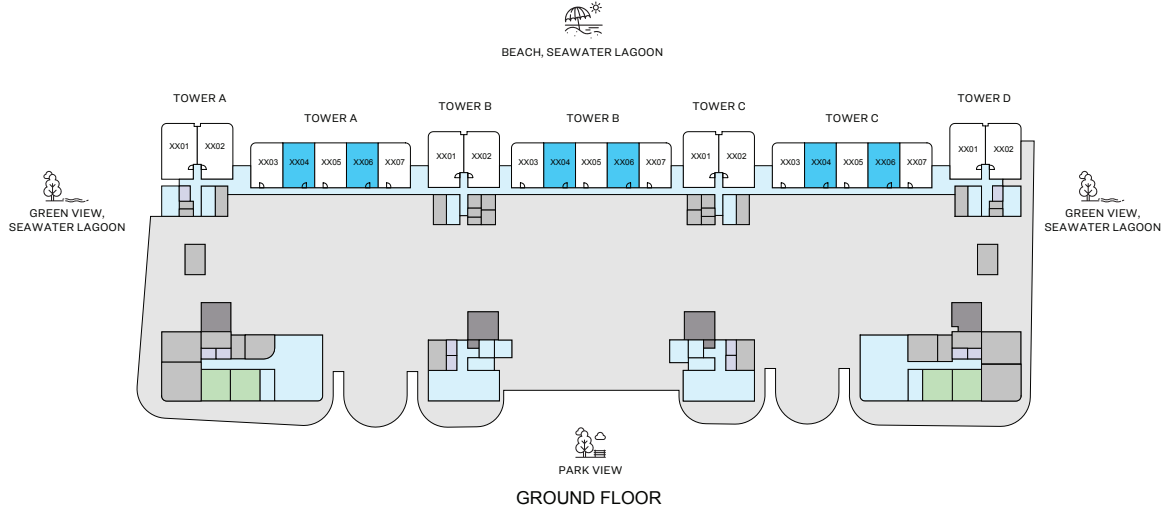 BEACH, SEAWATER LAGOON
TOWER A
TOWER A
TOWER B
TOWER B
TOWER C
TOWER C
TOWER D
XX01 XX02
XX03 XX04 XX05 XX06 XX07
XX01 XX02
XX03 XX04 XX05 XX06 XX07
XX01 XX02
XX03 XX04 XX05 XX06 XX07
XX01 XX02
GREEN VIEW,
SEAWATER LAGOON
GREEN VIEW,
SEAWATER LAGOON
PARK VIEW
GROUND FLOOR